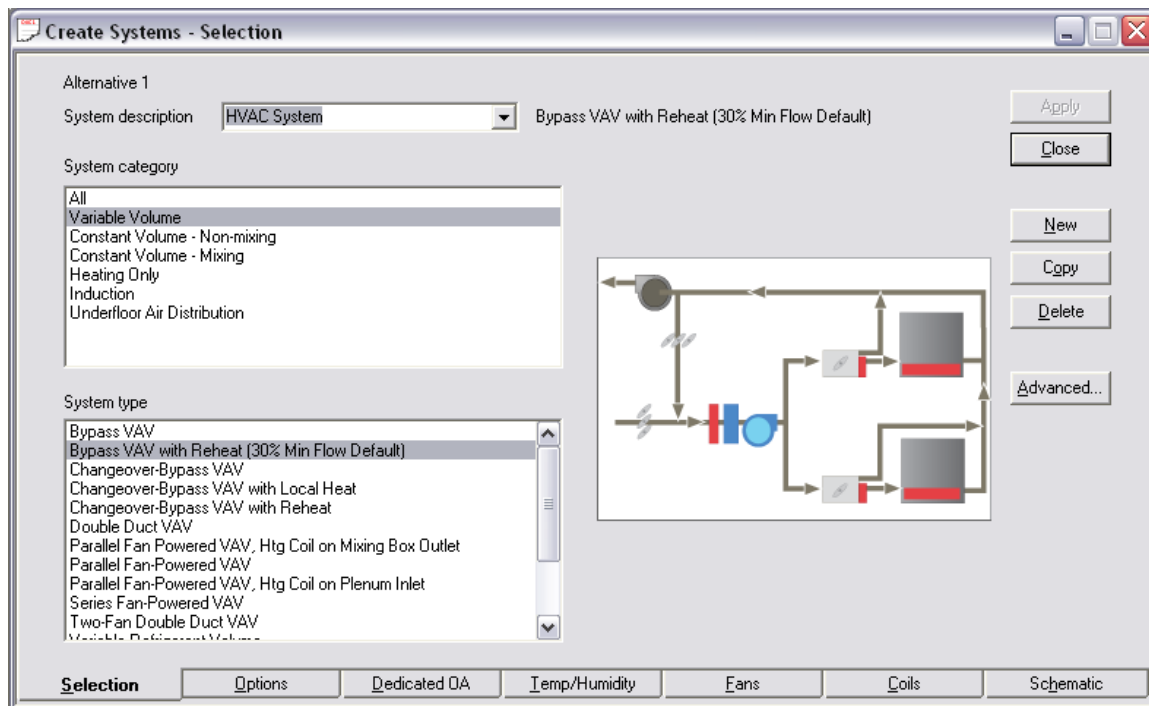 Create Systems - Selection
Alternative 1
System description HVAC System Bypass VAV with Reheat (30% Min Flow Default)
Apply
Close
System category
All
Variable Volume
Constant Volume - Non-mixing
Constant Volume - Mixing
Heating Only
Induction
Underfloor Air Distribution
New
Copy
Delete
Advanced...
System type
Bypass VAV
Bypass VAV with Reheat (30% Min Flow Default)
Changeover-Bypass VAV
Changeover-Bypass VAV with Local Heat
Changeover-Bypass VAV with Reheat
Double Duct VAV
Parallel Fan Powered VAV, Htg Coil on Mixing Box Outlet
Parallel Fan-Powered VAV
Parallel Fan-Powered VAV, Htg Coil on Plenum Inlet
Series Fan-Powered VAV
Two-Fan Double Duct VAV
Variable Refrigerant Volume
Selection Options Dedicated OA Temp/Humidity Fans Coils Schematic